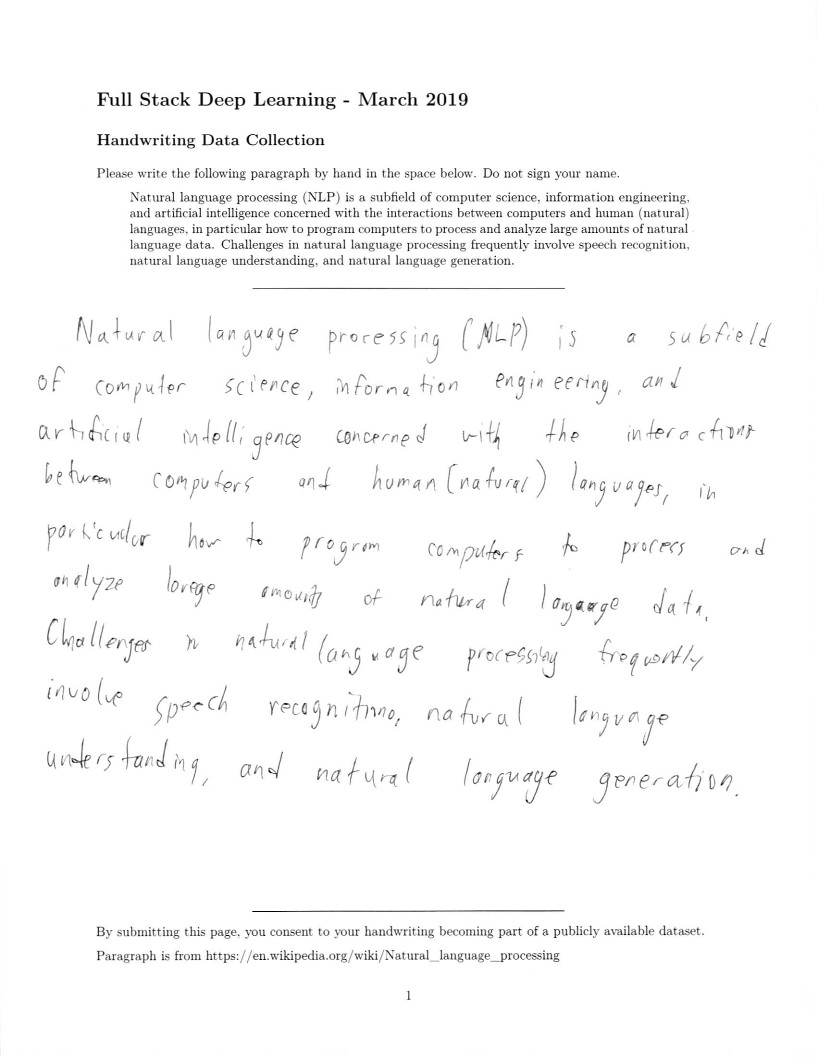 Full Stack Deep Learning - March 2019
Handwriting Data Collection
Please write the following paragraph by hand in the space below. Do not sign your name.
Natural language processing (NLP) is a subfield of computer science, information engineering,
and artificial intelligence concerned with the interactions between computers and human (natural)
languages, in particular how to program computers to process and analyze large amounts of natural
language data. Challenges in natural language processing frequently involve speech recognition,
natural language understanding, and natural language generation.
Natural language processing (NLP) is a subfield
of computer science, information engineering, and
artificial intelligence concerned with the interactions
between computers and human (natural) languages, in
particular how to program computers to process and
analyze lorege amounts of natural language data.
Challenges in natural language processing frequently
involve speech recognitino, natural language
understanding, and natural language generation.
By submitting this page, you consent to your handwriting becoming part of a publicly available dataset.
Paragraph is from https://en.wikipedia.org/wiki/Natural_language_processing
1